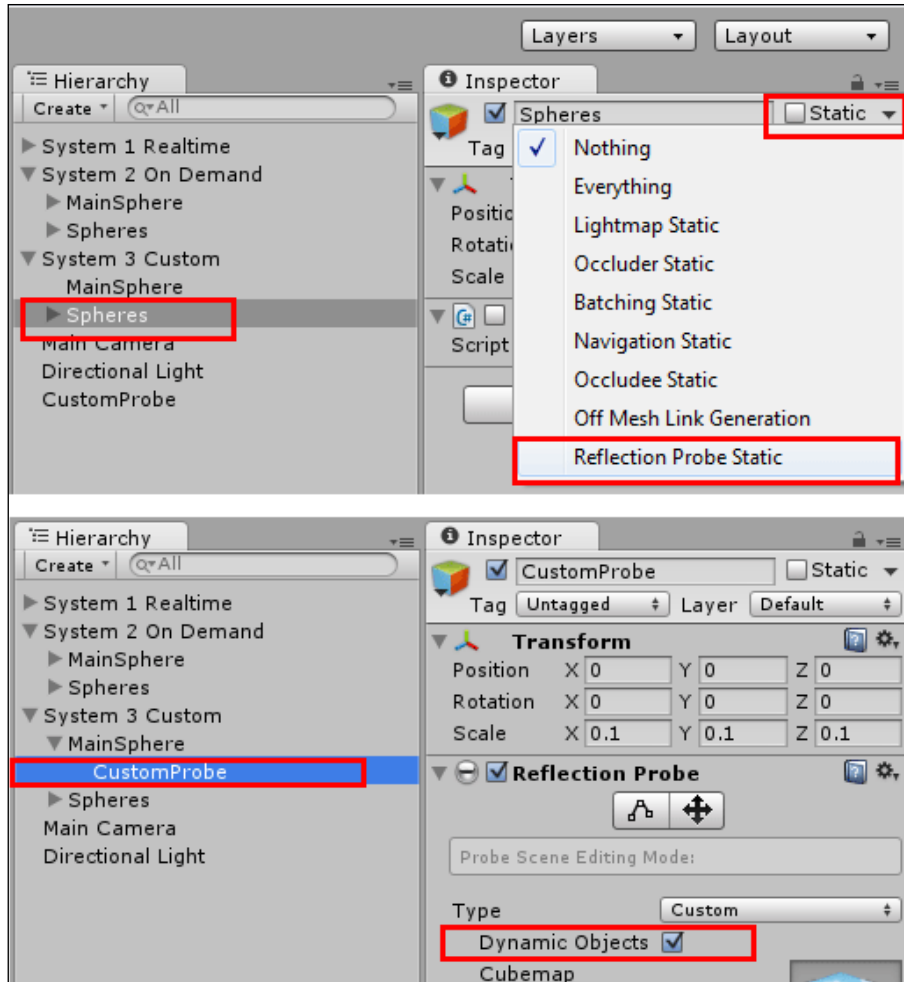 Layers Layout
Hierarchy
Create All
System 1 Realtime
System 2 On Demand
MainSphere
Spheres
System 3 Custom
MainSphere
Spheres
Main Camera
Directional Light
CustomProbe
Inspector
Spheres Static
Tag
Scale
Script
Nothing
Everything
Lightmap Static
Occluder Static
Batching Static
Navigation Static
Occludee Static
Off Mesh Link Generation
Reflection Probe Static
Hierarchy
Create All
System 1 Realtime
System 2 On Demand
MainSphere
Spheres
System 3 Custom
MainSphere
CustomProbe
Spheres
Main Camera
Directional Light
Inspector
CustomProbe Static
Tag Untagged Layer Default
Transform
Position X 0 Y 0 Z 0
Rotation X 0 Y 0 Z 0
Scale X 0.1 Y 0.1 Z 0.1
Reflection Probe
Probe Scene Editing Mode:
Type Custom
Dynamic Objects
Cubemap